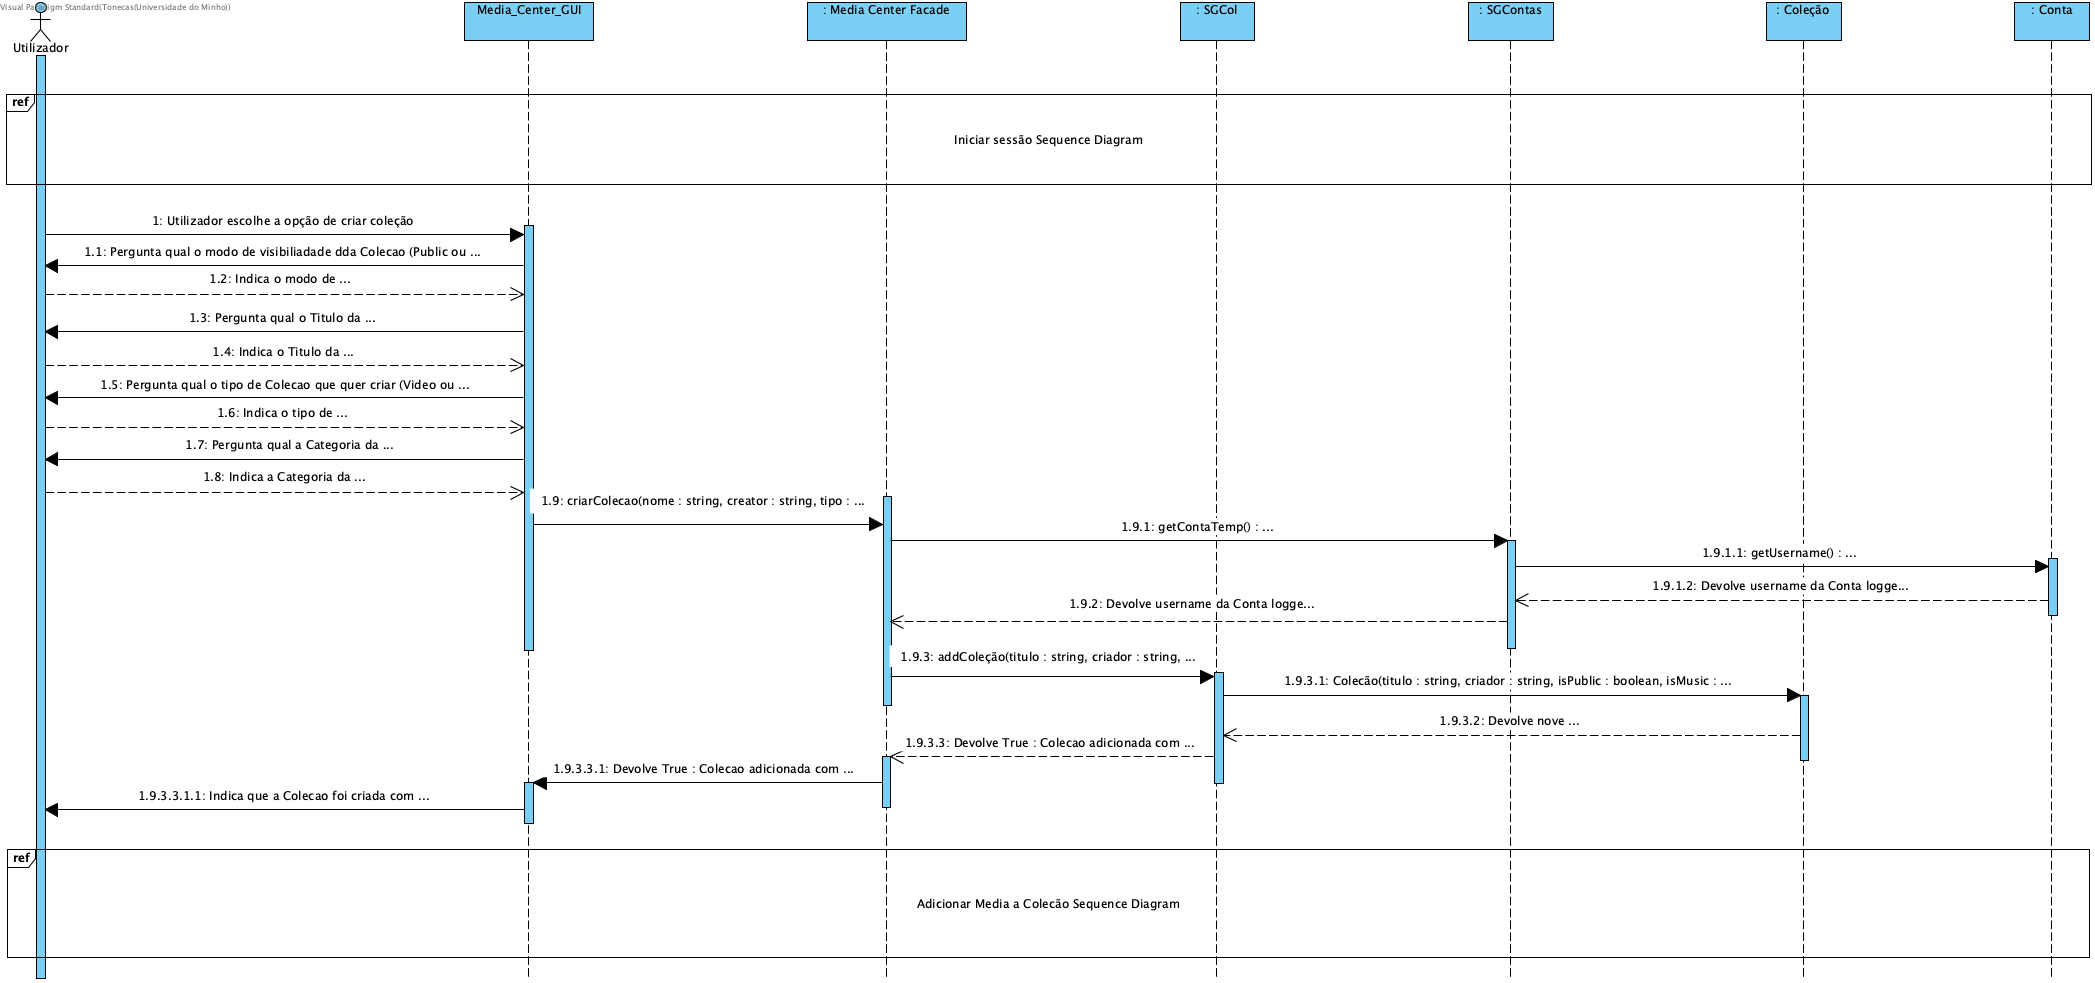 Visual Paradigm Standard(Tonecas(Universidade do Minho))
Utilizador
Media_Center_GUI
: Media Center Facade
: SGCol
: SGContas
: Coleção
: Conta
ref
Iniciar sessão Sequence Diagram
1: Utilizador escolhe a opção de criar coleção
1.1: Pergunta qual o modo de visibiliadade dda Colecao (Public ou ...
1.2: Indica o modo de ...
1.3: Pergunta qual o Titulo da ...
1.4: Indica o Titulo da ...
1.5: Pergunta qual o tipo de Colecao que quer criar (Video ou ...
1.6: Indica o tipo de ...
1.7: Pergunta qual a Categoria da ...
1.8: Indica a Categoria da ...
1.9: criarColecao(nome : string, creator : string, tipo : ...
1.9.1: getContaTemp() : ...
1.9.1.1: getUsername() : ...
1.9.1.2: Devolve username da Conta logge...
1.9.2: Devolve username da Conta logge...
1.9.3: addColeção(titulo : string, criador : string, ...
1.9.3.1: Colecão(titulo : string, criador : string, isPublic : boolean, isMusic : ...
1.9.3.2: Devolve nove ...
1.9.3.3: Devolve True : Colecao adicionada com ...
1.9.3.3.1: Devolve True : Colecao adicionada com ...
1.9.3.3.1.1: Indica que a Colecao foi criada com ...
ref
Adicionar Media a Colecão Sequence Diagram